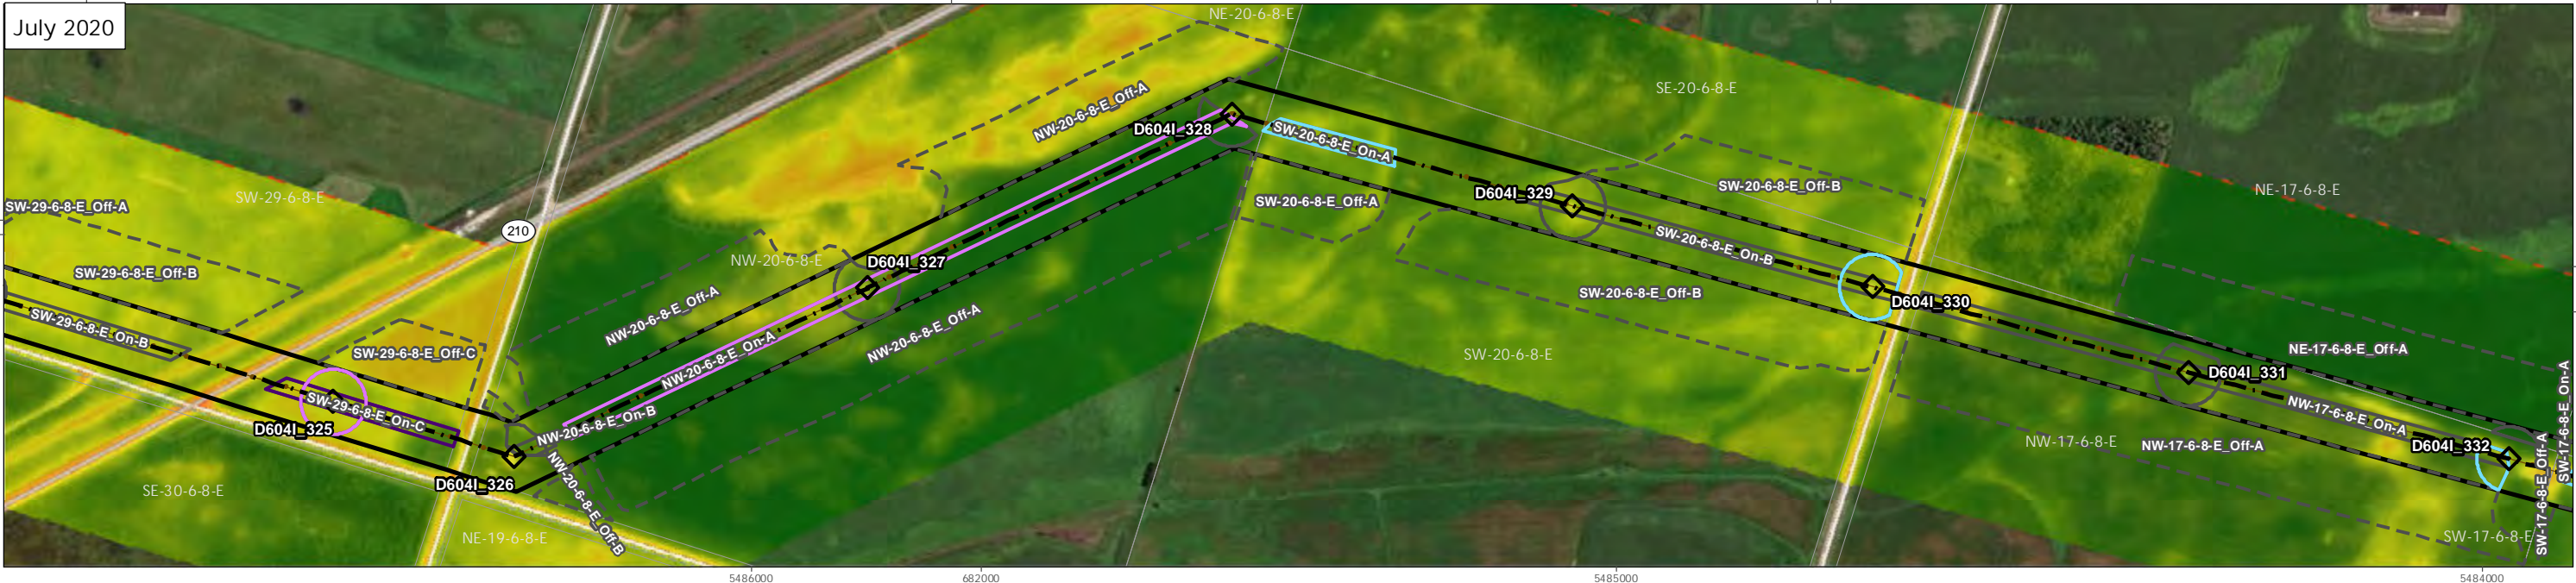 July 2020
NE-20-6-8-E
SE-20-6-8-E
NW-20-6-8-E_Off-A
D604I_328
SW-20-6-8-E_On-A
SW-29-6-8-E
SW-29-6-8-E_Off-A
SW-20-6-8-E_Off-A
D604I_329
SW-20-6-8-E_Off-B
NE-17-6-8-E
210
SW-29-6-8-E_Off-B
NW-20-6-8-E
D604I_327
SW-20-6-8-E_On-B
SW-20-6-8-E_Off-B
D604I_330
SW-29-6-8-E_On-B
NW-20-6-8-E_Off-A
NW-20-6-8-E_Off-A
SW-29-6-8-E_Off-C
NW-20-6-8-E_On-A
SW-20-6-8-E
NE-17-6-8-E_Off-A
D604I_331
SW-29-6-8-E_On-C
D604I_325
NW-20-6-8-E_On-B
NW-17-6-8-E_On-A
NW-17-6-8-E
NW-17-6-8-E_Off-A
D604I_332
SW-17-6-8-E_On-A
SW-17-6-8-E_Off-A
SE-30-6-8-E
D604I_326
NW-20-6-8-E_Off-B
NE-19-6-8-E
SW-17-6-8-E
5486000
682000
5485000
5484000